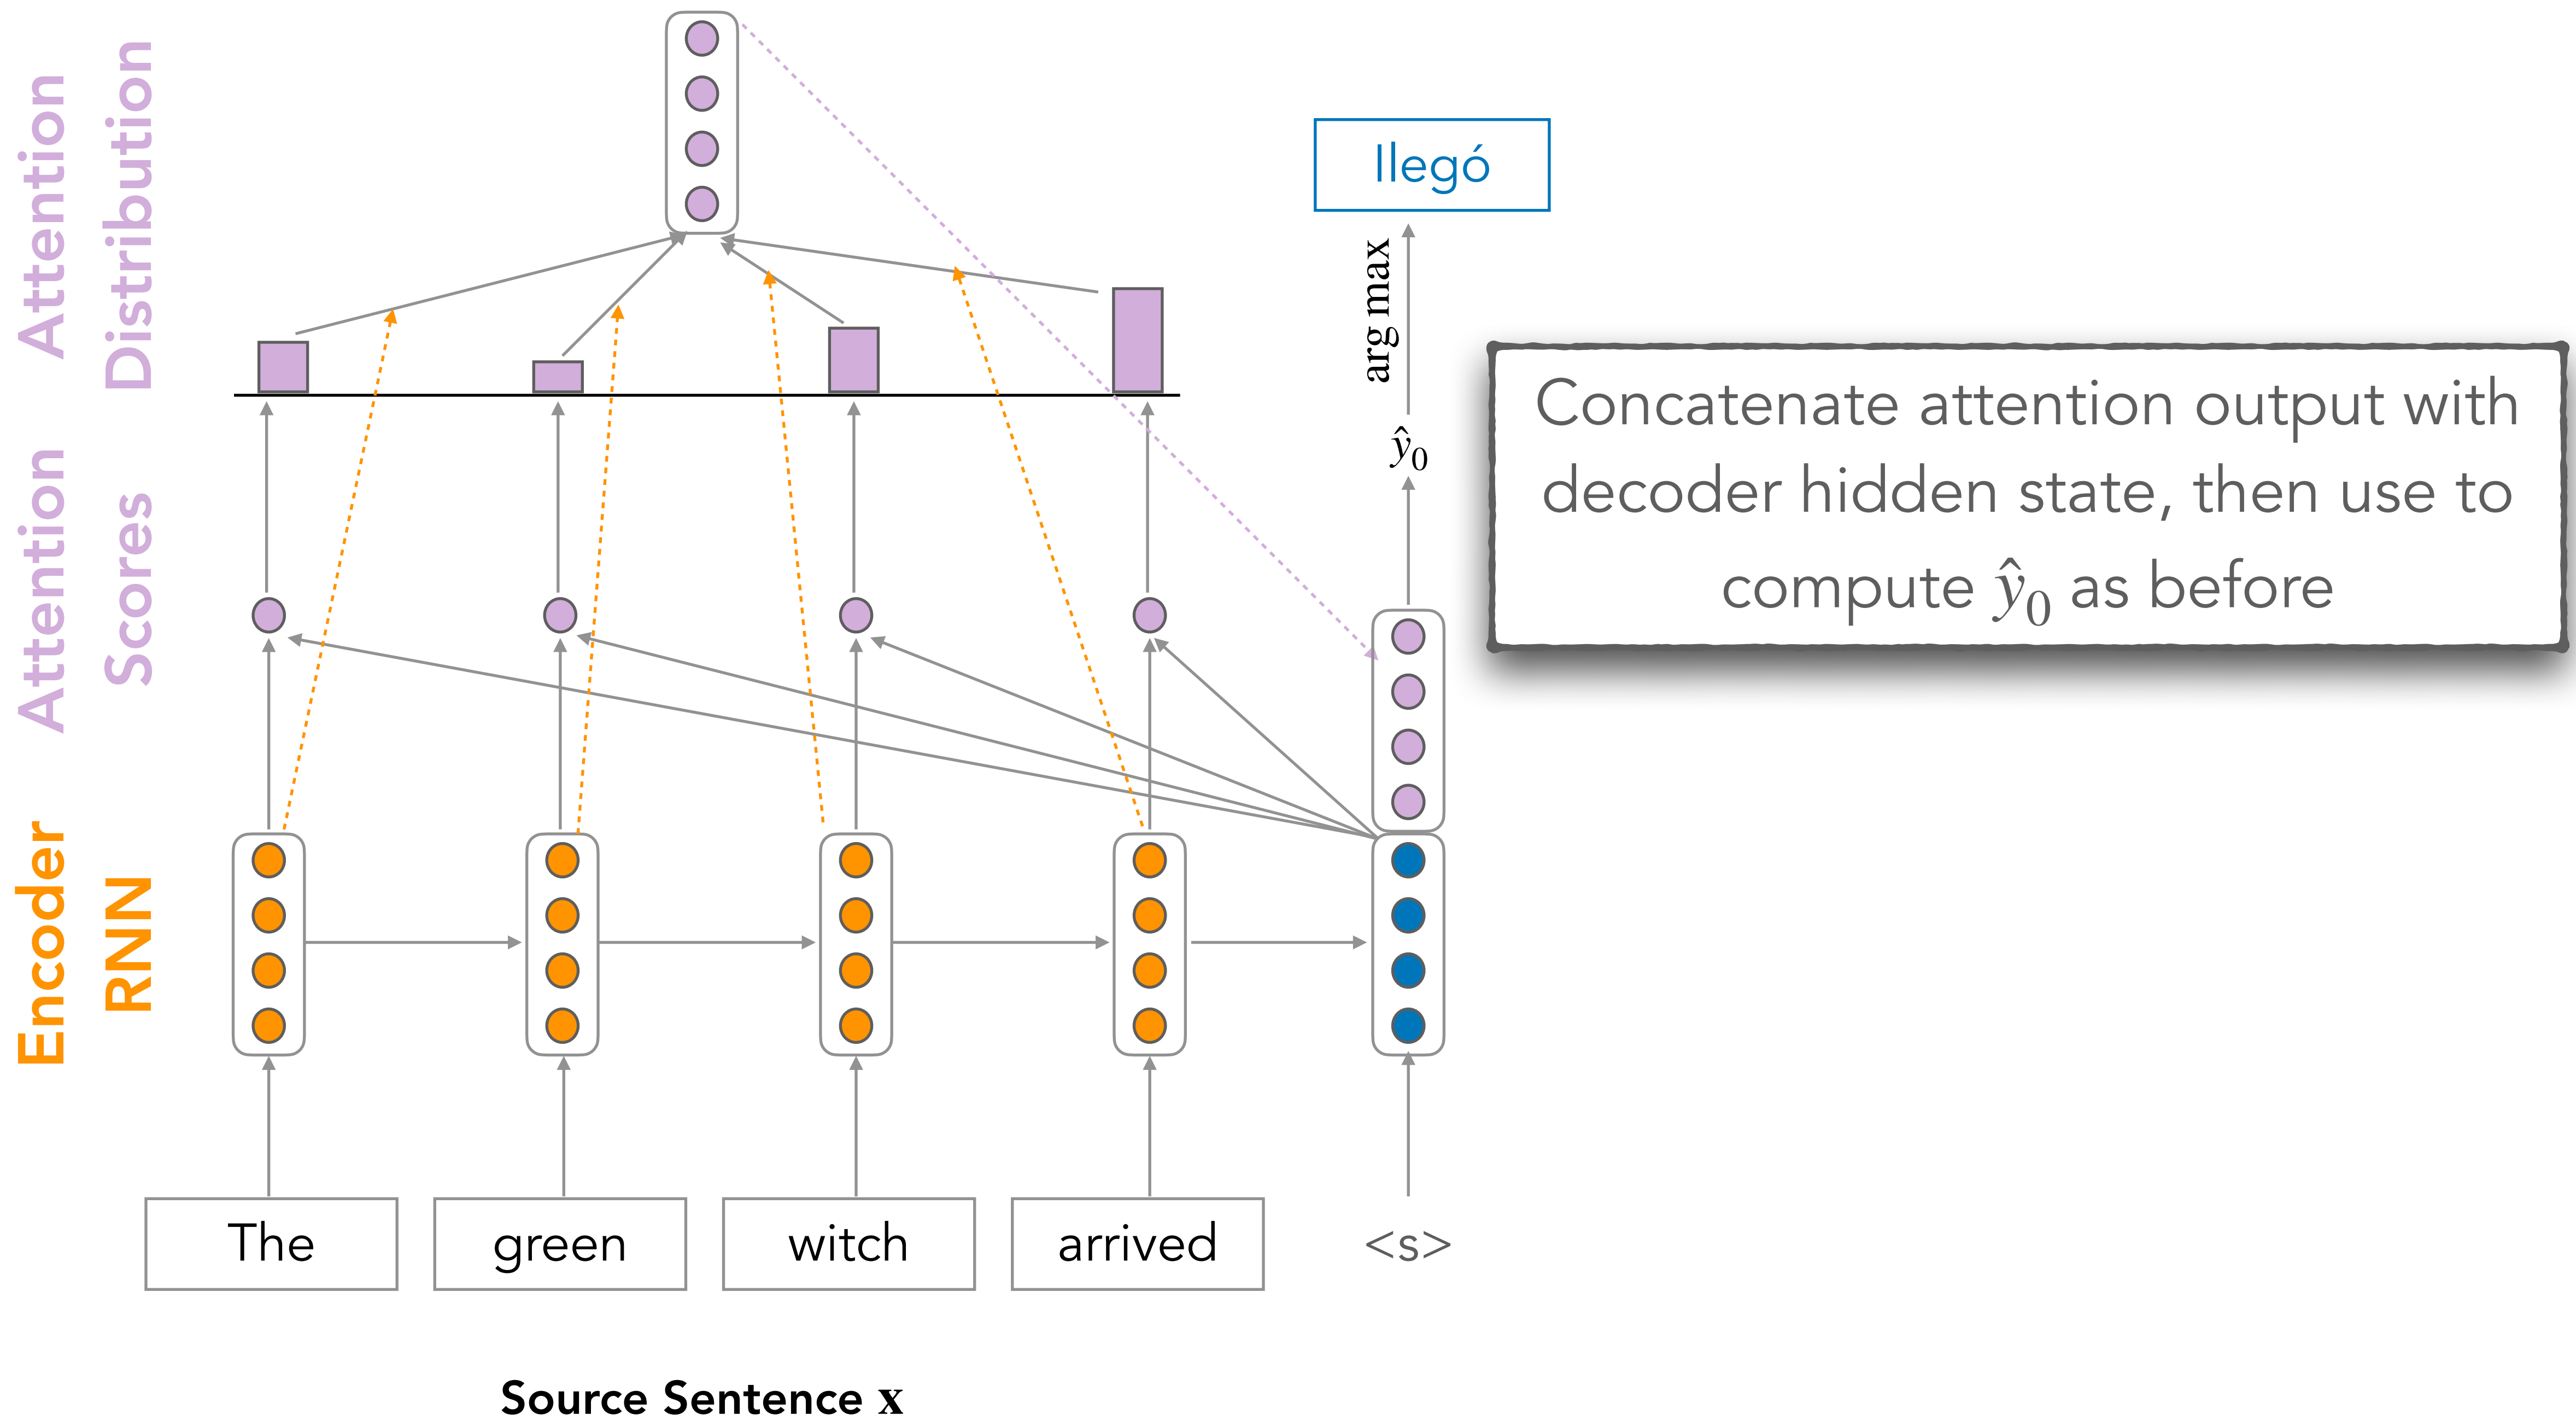 Attention
Distribution
Attention
Scores
Encoder
RNN
llegó
arg max
ŷ0
Concatenate attention output with
decoder hidden state, then use to
compute ŷ0 as before
The
green
witch
arrived
<s>
Source Sentence x